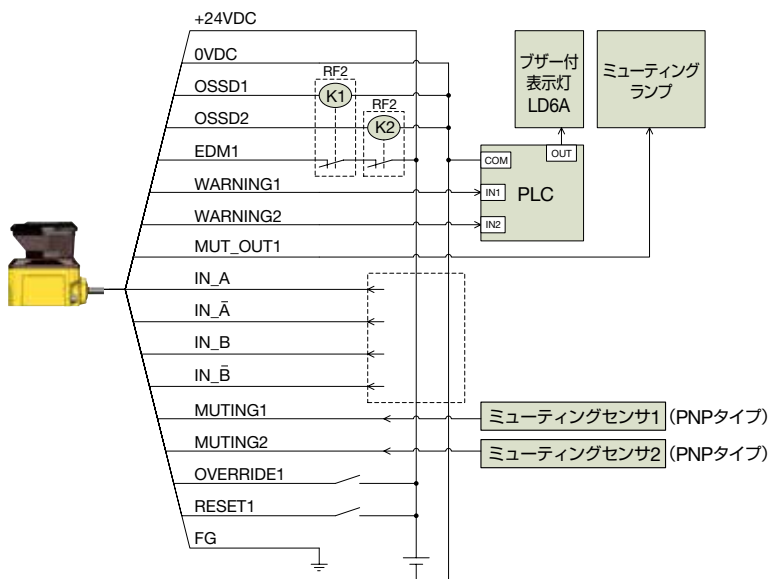 +24VDC
0VDC
OSSD1
OSSD2
EDM1
WARNING1
WARNING2
MUT_OUT1
IN_A
IN_Ā
IN_B
IN_B̄
MUTING1
MUTING2
OVERRIDE1
RESET1
FG
RF2
K1
RF2
K2
ブザー付
表示灯
LD6A
ミューティング
ランプ
COM
OUT
IN1
PLC
IN2
ミューティングセンサ1 (PNPタイプ)
ミューティングセンサ2 (PNPタイプ)